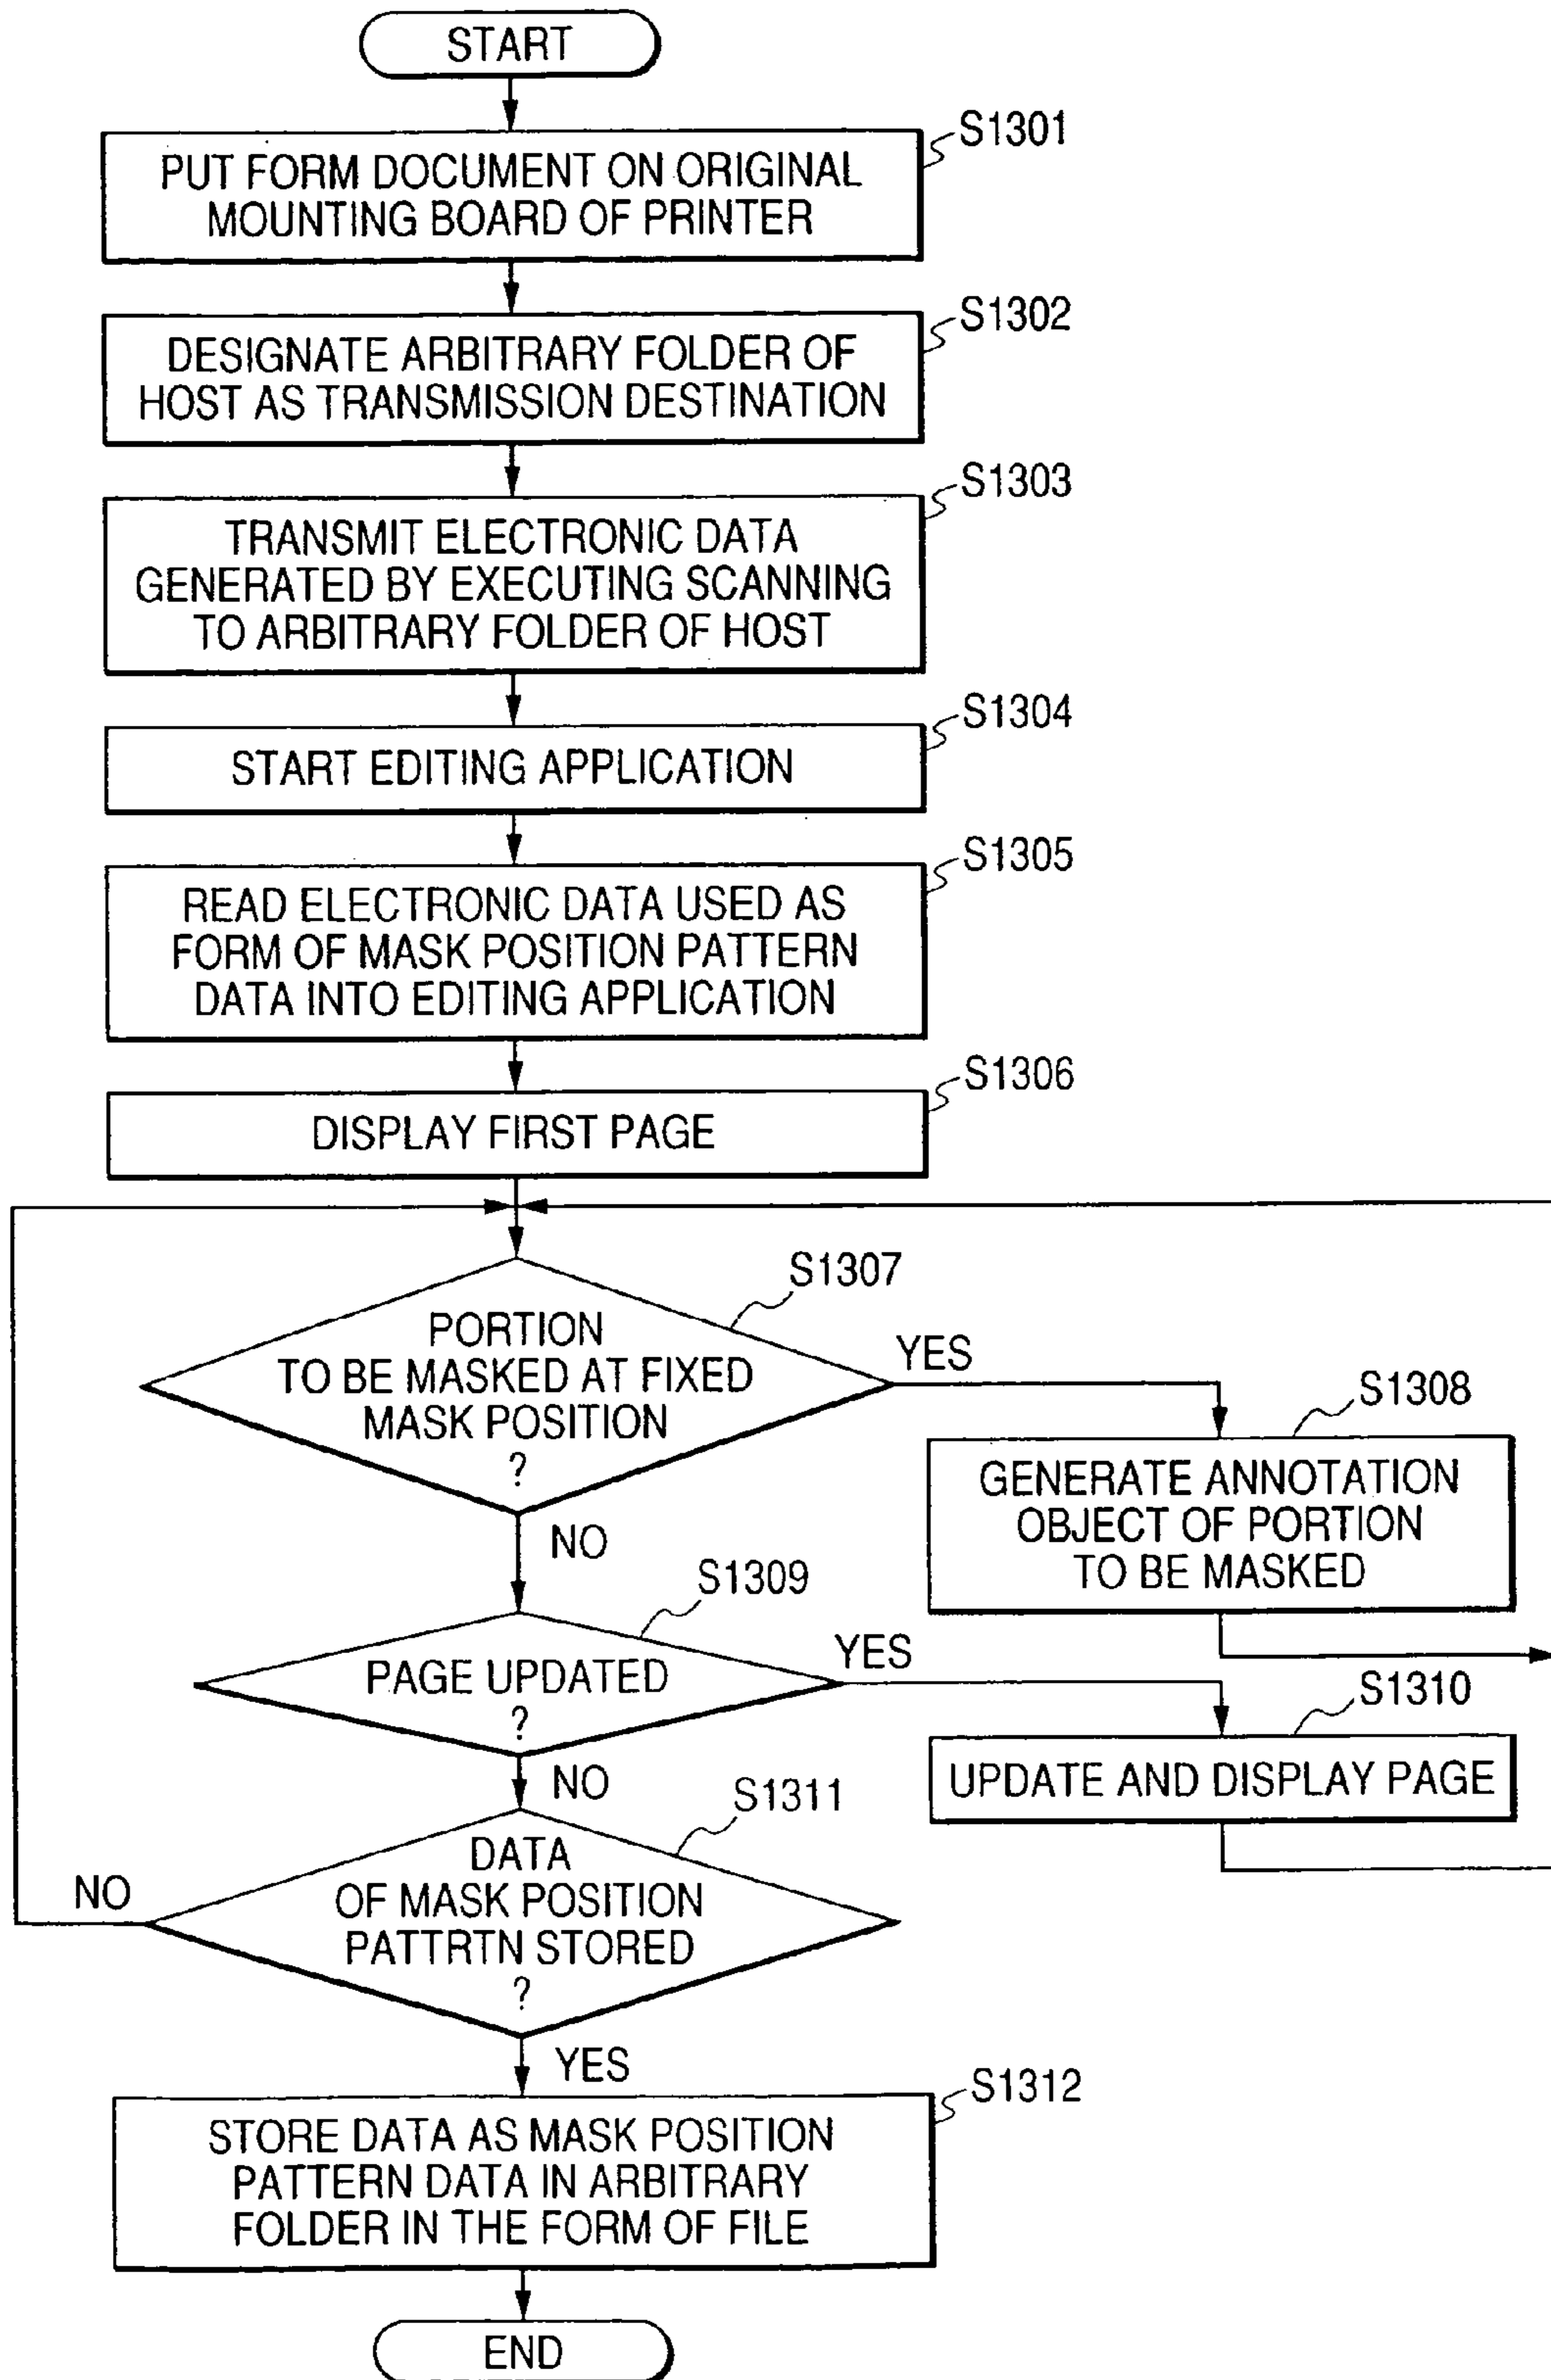 START
S1301
PUT FORM DOCUMENT ON ORIGINAL
MOUNTING BOARD OF PRINTER
S1302
DESIGNATE ARBITRARY FOLDER OF
HOST AS TRANSMISSION DESTINATION
S1303
TRANSMIT ELECTRONIC DATA
GENERATED BY EXECUTING SCANNING
TO ARBITRARY FOLDER OF HOST
S1304
START EDITING APPLICATION
S1305
READ ELECTRONIC DATA USED AS
FORM OF MASK POSITION PATTERN
DATA INTO EDITING APPLICATION
S1306
DISPLAY FIRST PAGE
S1307
PORTION
TO BE MASKED AT FIXED
MASK POSITION
?
YES
S1308
GENERATE ANNOTATION
OBJECT OF PORTION
TO BE MASKED
NO
S1309
PAGE UPDATED
?
YES
S1310
UPDATE AND DISPLAY PAGE
NO
S1311
DATA
OF MASK POSITION
PATTRTN STORED
?
NO
YES
S1312
STORE DATA AS MASK POSITION
PATTERN DATA IN ARBITRARY
FOLDER IN THE FORM OF FILE
END